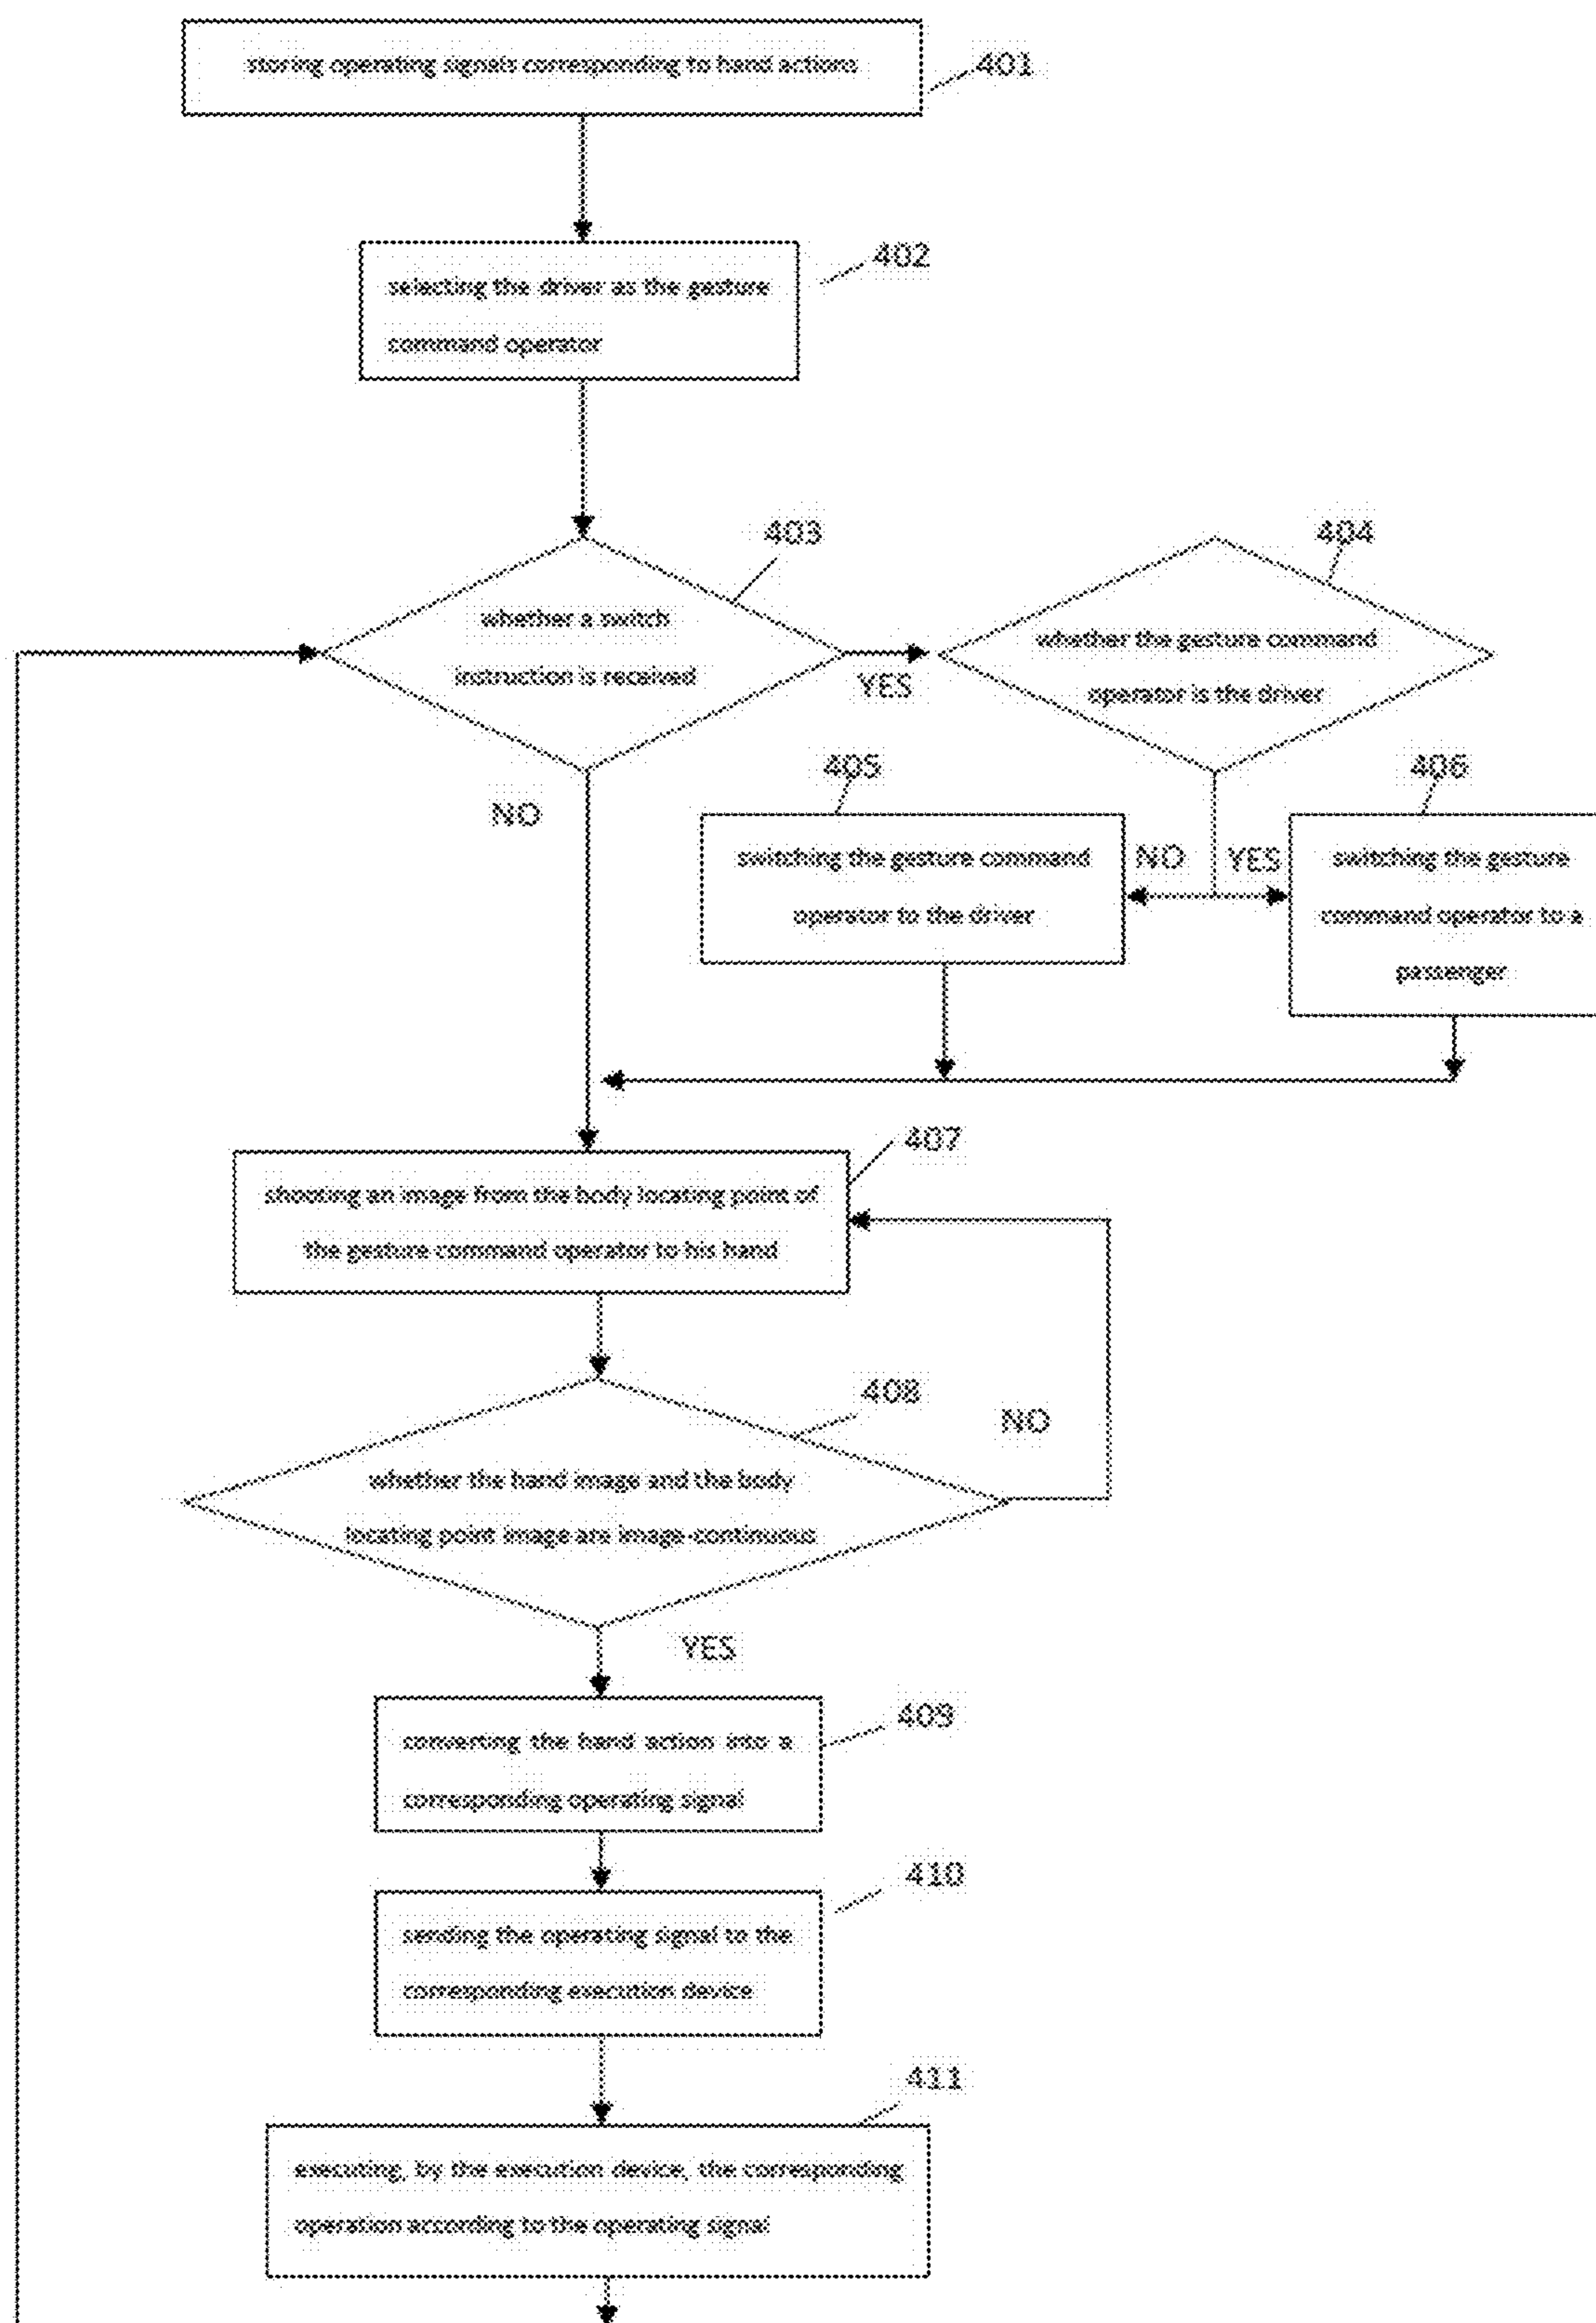 storing operating signals corresponding to hand actions
401
402
selecting the driver as the gesture
command operator
403
404
whether a switch
instruction is received
YES
whether the gesture command
operator is the driver
NO
405
406
switching the gesture command
operator to the driver
NO
YES
switching the gesture
command operator to a
passenger
407
shooting an image from the body locating point of
the gesture command operator to his hand
408
NO
whether the hand image and the body
locating point image are image-continuous
YES
409
converting the hand action into a
corresponding operating signal
410
sending the operating signal to the
corresponding execution device
411
executing, by the execution device, the corresponding
operation according to the operating signal